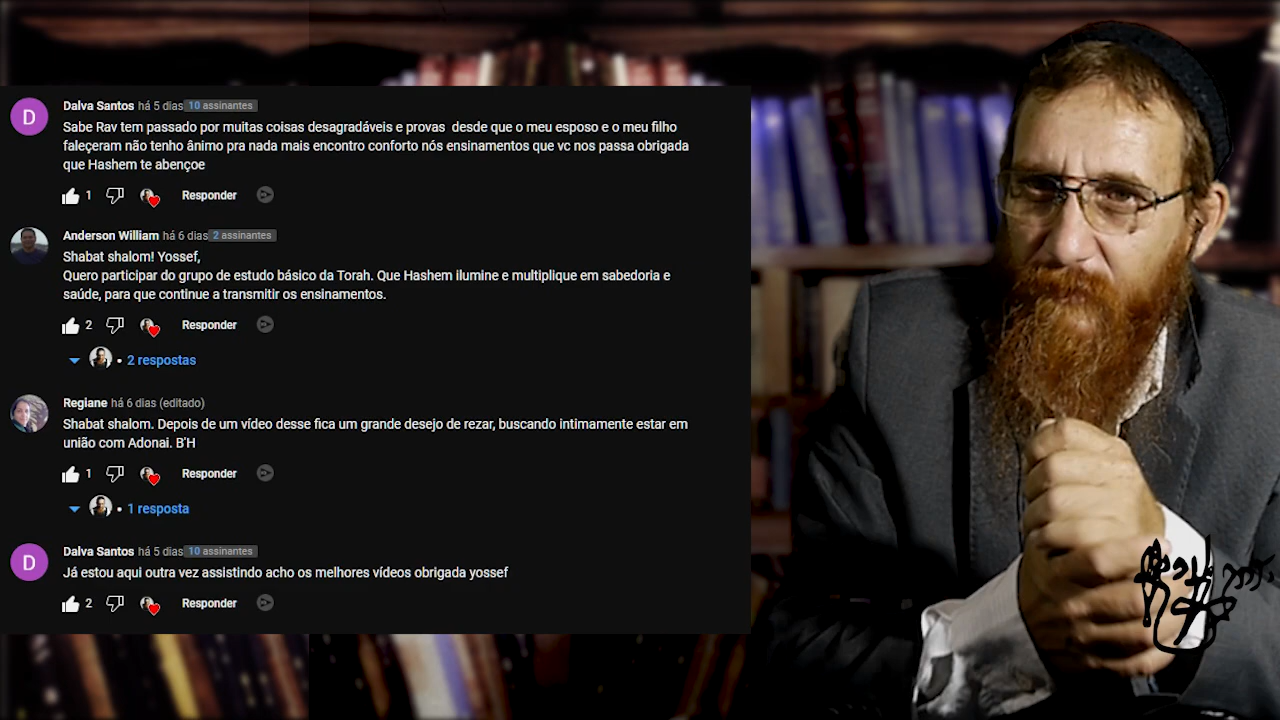 D
Dalva Santos há 5 dias 10 assinantes
Sabe Rav tem passado por muitas coisas desagradáveis e provas desde que o meu esposo e o meu filho
faleçeram não tenho ânimo pra nada mais encontro conforto nós ensinamentos que vc nos passa obrigada
que Hashem te abençoe
1 Responder
Anderson William há 6 dias 2 assinantes
Shabat shalom! Yossef,
Quero participar do grupo de estudo básico da Torah. Que Hashem ilumine e multiplique em sabedoria e
saúde, para que continue a transmitir os ensinamentos.
2 Responder
• 2 respostas
Regiane há 6 dias (editado)
Shabat shalom. Depois de um vídeo desse fica um grande desejo de rezar, buscando intimamente estar em
união com Adonai. B'H
1 Responder
• 1 resposta
D
Dalva Santos há 5 dias 10 assinantes
Já estou aqui outra vez assistindo acho os melhores vídeos obrigada yossef
2 Responder